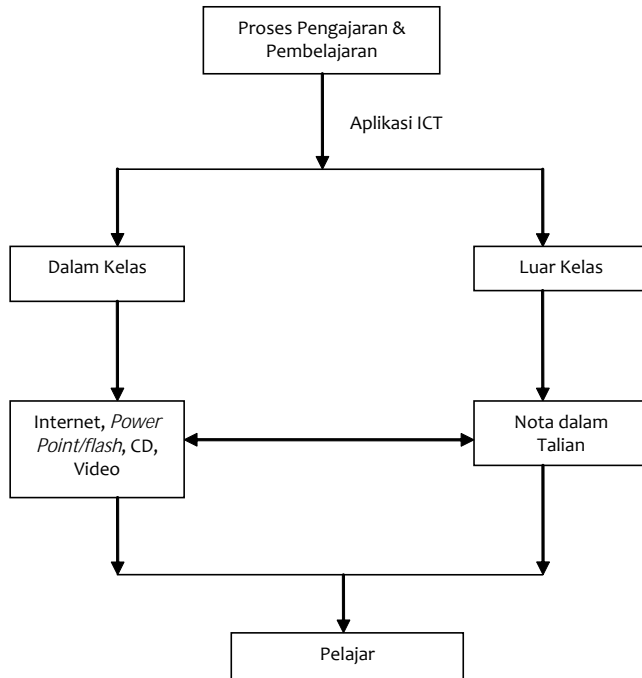 Proses Pengajaran &
Pembelajaran
Aplikasi ICT
Dalam Kelas
Luar Kelas
Internet, Power
Point/flash, CD,
Video
Nota dalam
Talian
Pelajar